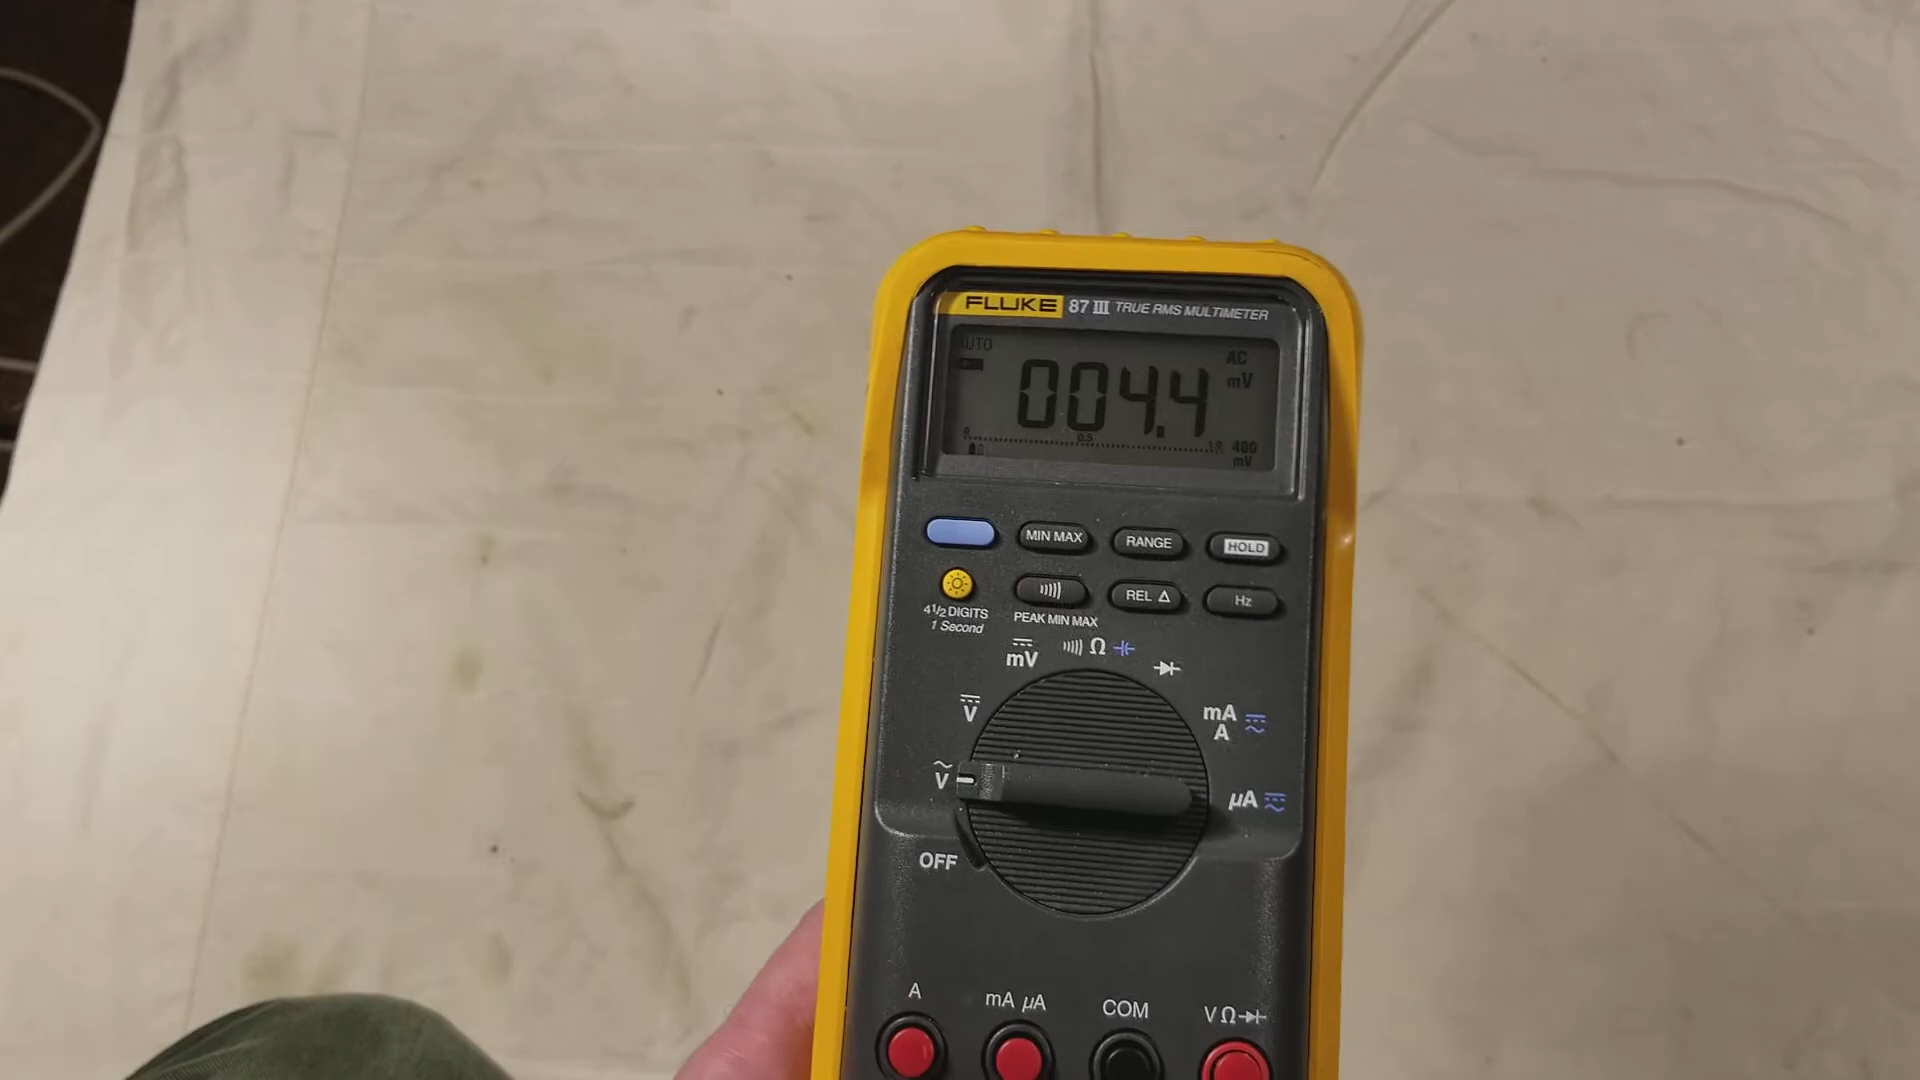 FLUKE 87 III TRUE RMS MULTIMETER
AUTO
AC
004.4 mV
0 0.5 400
mV
MIN MAX RANGE HOLD
REL Δ Hz
4½ DIGITS
1 Second
PEAK MIN MAX
mV Ω
V
mA
A
V
µA
OFF
A mA µA COM V Ω